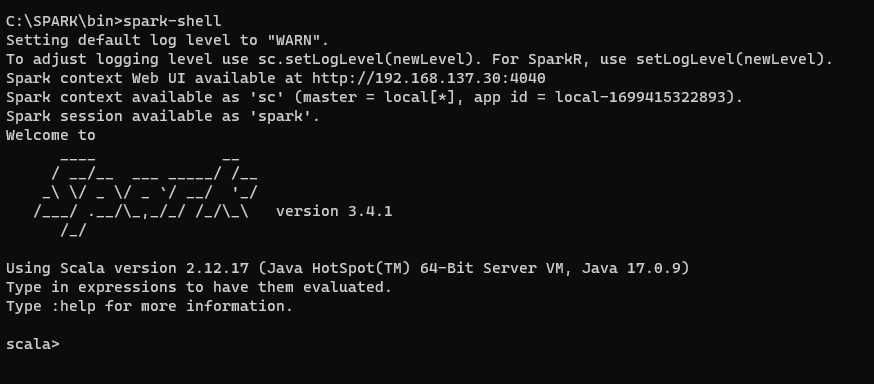 C:\SPARK\bin>spark-shell
Setting default log level to "WARN".
To adjust logging level use sc.setLogLevel(newLevel). For SparkR, use setLogLevel(newLevel).
Spark context Web UI available at http://192.168.137.30:4040
Spark context available as 'sc' (master = local[*], app id = local-1699415322893).
Spark session available as 'spark'.
Welcome to
      ____              __
     / __/__  ___ _____/ /__
    _\ \/ _ \/ _ `/ __/  '_/
   /___/ .__/\_,_/_/ /_/\_\   version 3.4.1
      /_/

Using Scala version 2.12.17 (Java HotSpot(TM) 64-Bit Server VM, Java 17.0.9)
Type in expressions to have them evaluated.
Type :help for more information.

scala>